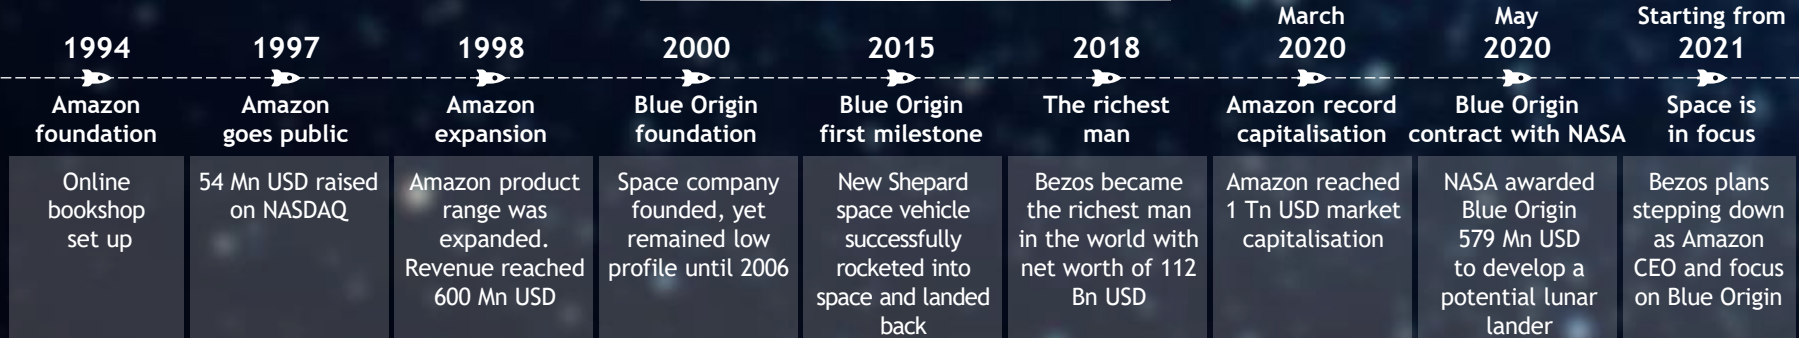 1994
Amazon
foundation
Online
bookshop
set up
1997
Amazon
goes public
54 Mn USD raised
on NASDAQ
1998
Amazon
expansion
Amazon product
range was
expanded.
Revenue reached
600 Mn USD
2000
Blue Origin
foundation
Space company
founded, yet
remained low
profile until 2006
2015
Blue Origin
first milestone
New Shepard
space vehicle
successfully
rocketed into
space and landed
back
2018
The richest
man
Bezos became
the richest man
in the world with
net worth of 112
Bn USD
March
2020
Amazon record
capitalisation
Amazon reached
1 Tn USD market
capitalisation
May
2020
Blue Origin
contract with NASA
NASA awarded
Blue Origin
579 Mn USD
to develop a
potential lunar
lander
Starting from
2021
Space is
in focus
Bezos plans
stepping down
as Amazon
CEO and focus
on Blue Origin